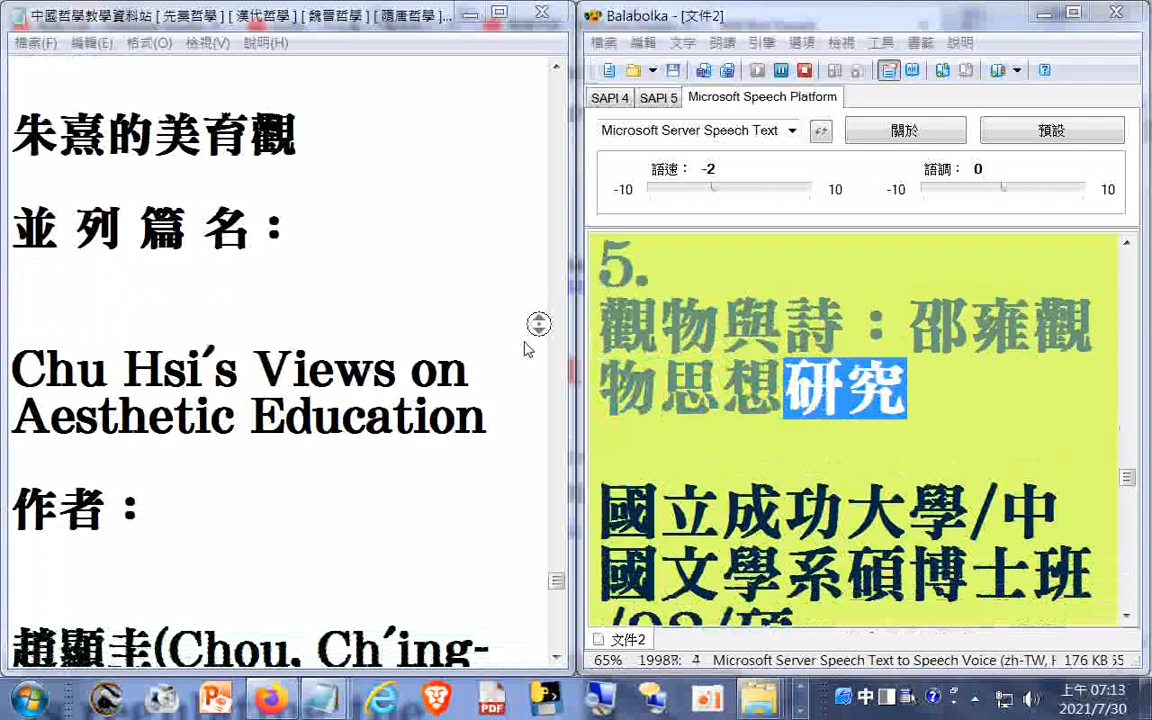 中國哲學教學資料站 [ 先秦哲學 ] [ 漢代哲學 ] [ 魏晉哲學 ] [ 隋唐哲學 ]...
檔案(F) 編輯(E) 格式(O) 檢視(V) 說明(H)
朱熹的美育觀
並 列 篇 名：
Chu Hsi's Views on
Aesthetic Education
作者：
趙顯圭(Chou, Ch'ing-
Balabolka - [文件2]
檔案 編輯 文字 朗讀 引擎 選項 檢視 工具 書籤 說明
SAPI 4 SAPI 5 Microsoft Speech Platform
Microsoft Server Speech Text 關於 預設
語速： -2 語調： 0
-10 10 -10 10
5.
觀物與詩：邵雍觀
物思想研究
國立成功大學/中
國文學系碩博士班
文件2
65% 4 Microsoft Server Speech Text to Speech Voice (zh-TW, 176 KB
中
上午 07:13
2021/7/30